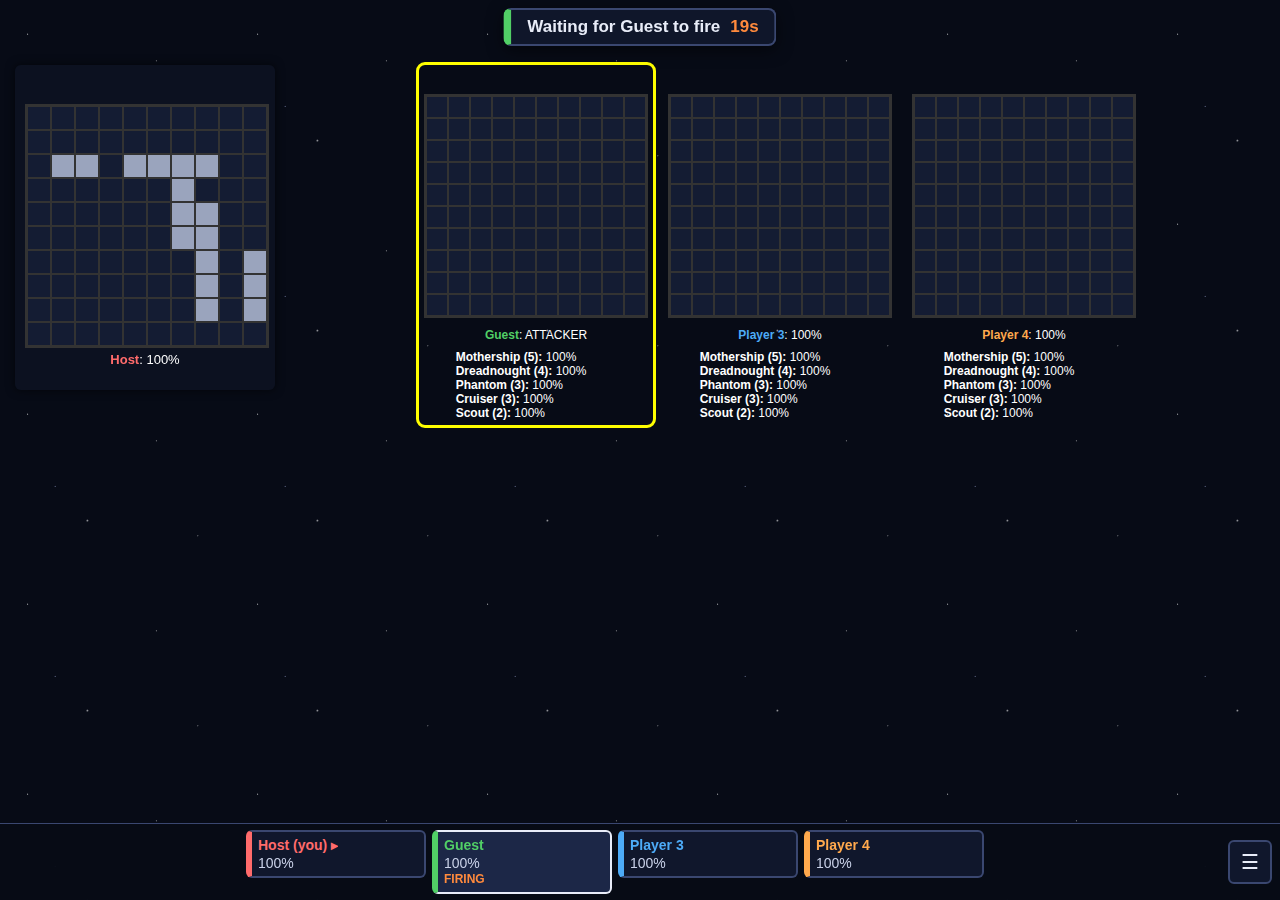 Waiting for Guest to fire 19s
Host: 100%
Guest: ATTACKER
Mothership (5): 100%
Dreadnought (4): 100%
Phantom (3): 100%
Cruiser (3): 100%
Scout (2): 100%
Player 3: 100%
Mothership (5): 100%
Dreadnought (4): 100%
Phantom (3): 100%
Cruiser (3): 100%
Scout (2): 100%
Player 4: 100%
Mothership (5): 100%
Dreadnought (4): 100%
Phantom (3): 100%
Cruiser (3): 100%
Scout (2): 100%
Host (you) ▸
100%
Guest
100%
FIRING
Player 3
100%
Player 4
100%
☰